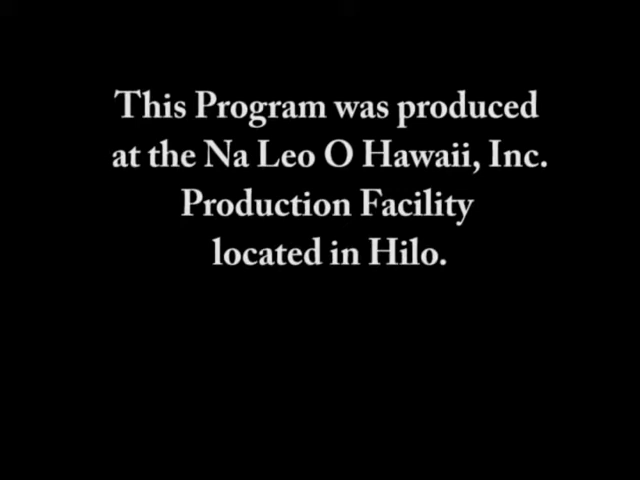 This Program was produced
at the Na Leo O Hawaii, Inc.
Production Facility
located in Hilo.